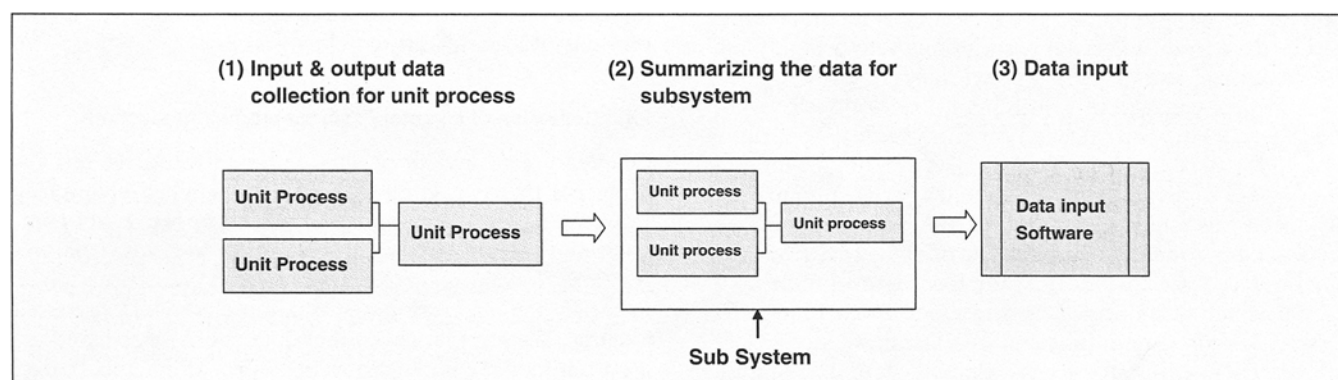 (1) Input & output data
collection for unit process
Unit Process
Unit Process
Unit Process
(2) Summarizing the data for
subsystem
Unit process
Unit process
Unit process
Sub System
(3) Data input
Data input
Software